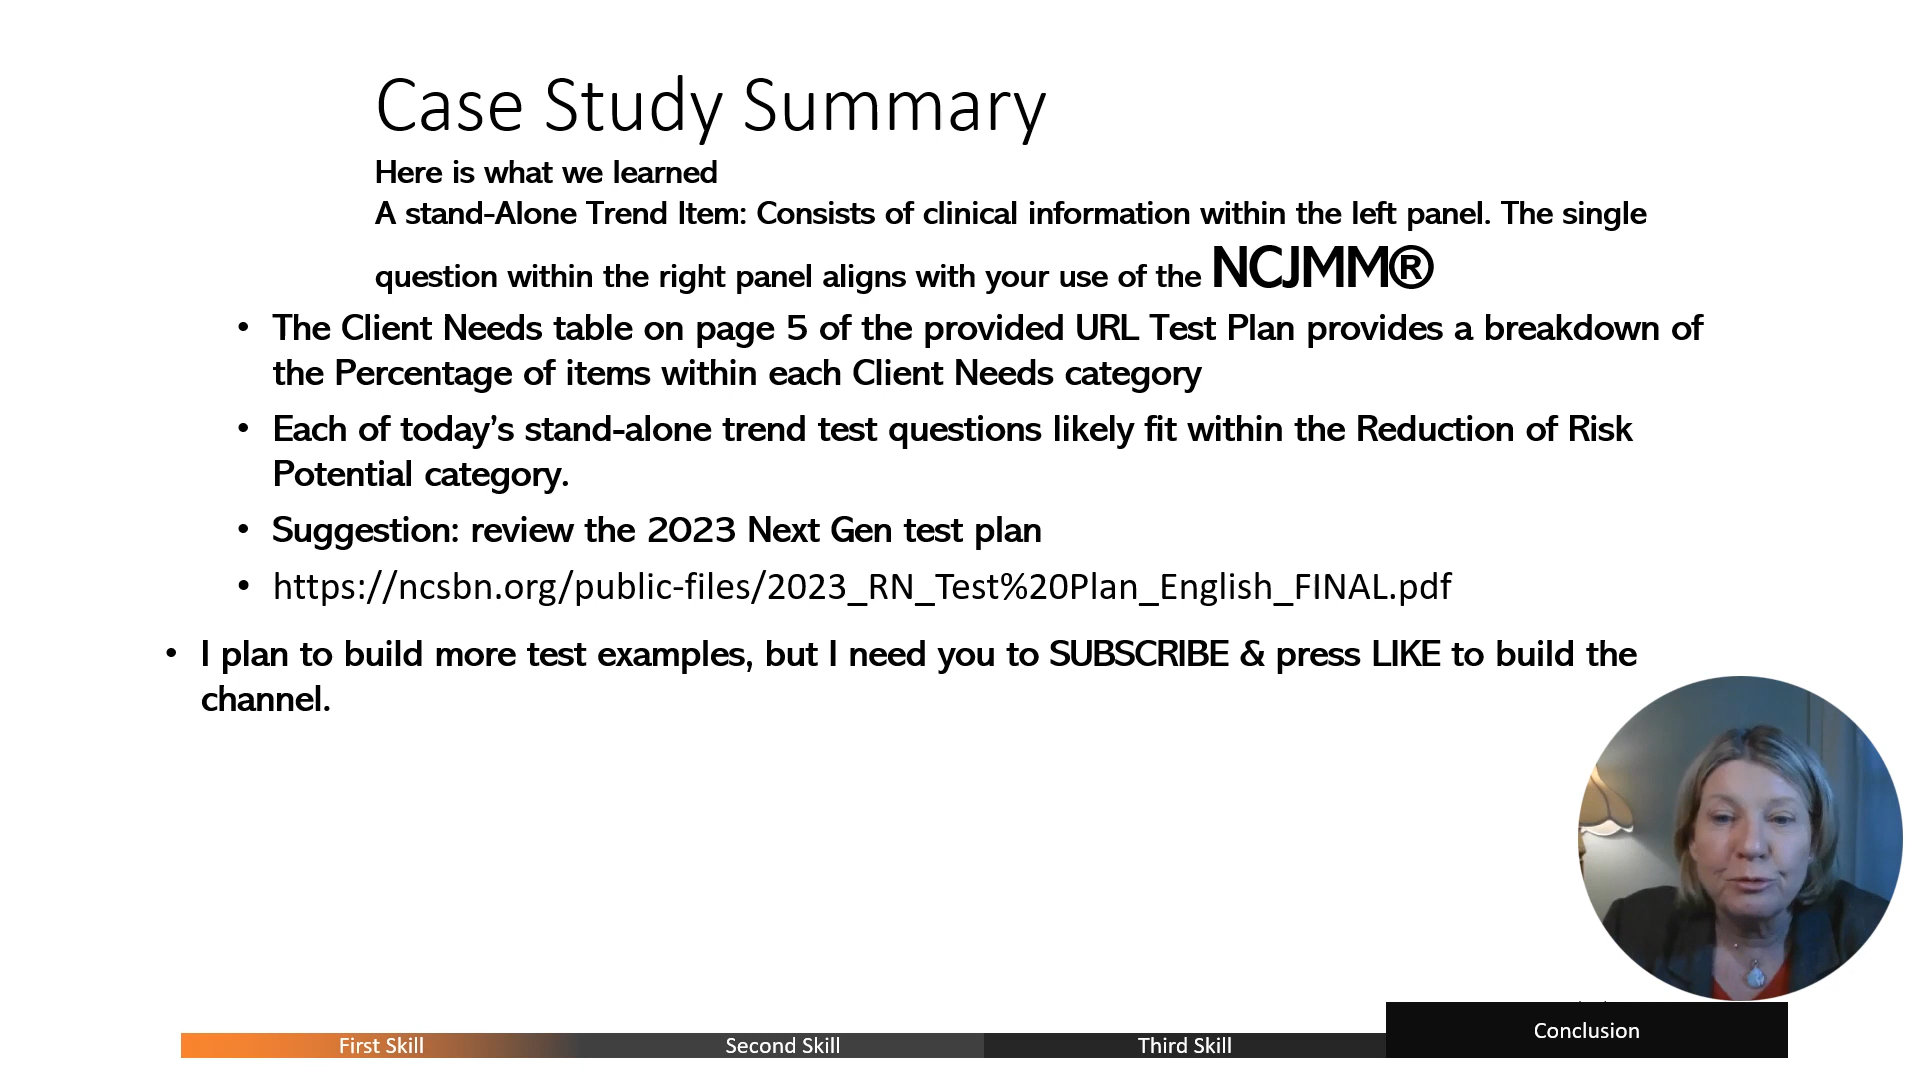 Case Study Summary
Here is what we learned
A stand-Alone Trend Item: Consists of clinical information within the left panel. The single
question within the right panel aligns with your use of the NCJMM®
• The Client Needs table on page 5 of the provided URL Test Plan provides a breakdown of
the Percentage of items within each Client Needs category
• Each of today’s stand-alone trend test questions likely fit within the Reduction of Risk
Potential category.
• Suggestion: review the 2023 Next Gen test plan
• https://ncsbn.org/public-files/2023_RN_Test%20Plan_English_FINAL.pdf
• I plan to build more test examples, but I need you to SUBSCRIBE & press LIKE to build the
channel.
First Skill
Second Skill
Third Skill
Conclusion